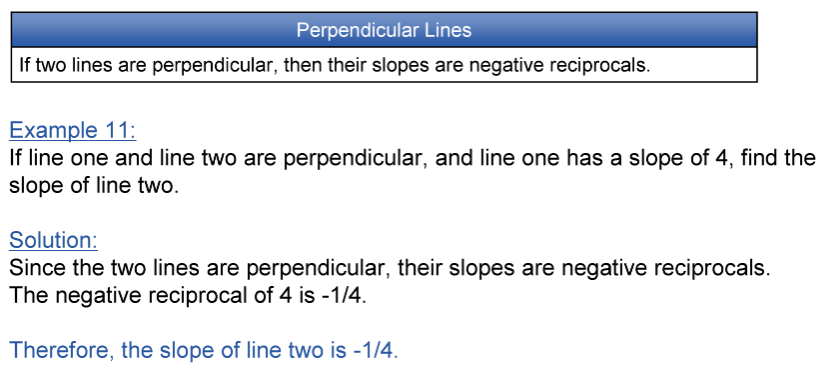 Perpendicular Lines
If two lines are perpendicular, then their slopes are negative reciprocals.
Example 11:
If line one and line two are perpendicular, and line one has a slope of 4, find the
slope of line two.
Solution:
Since the two lines are perpendicular, their slopes are negative reciprocals.
The negative reciprocal of 4 is -1/4.
Therefore, the slope of line two is -1/4.